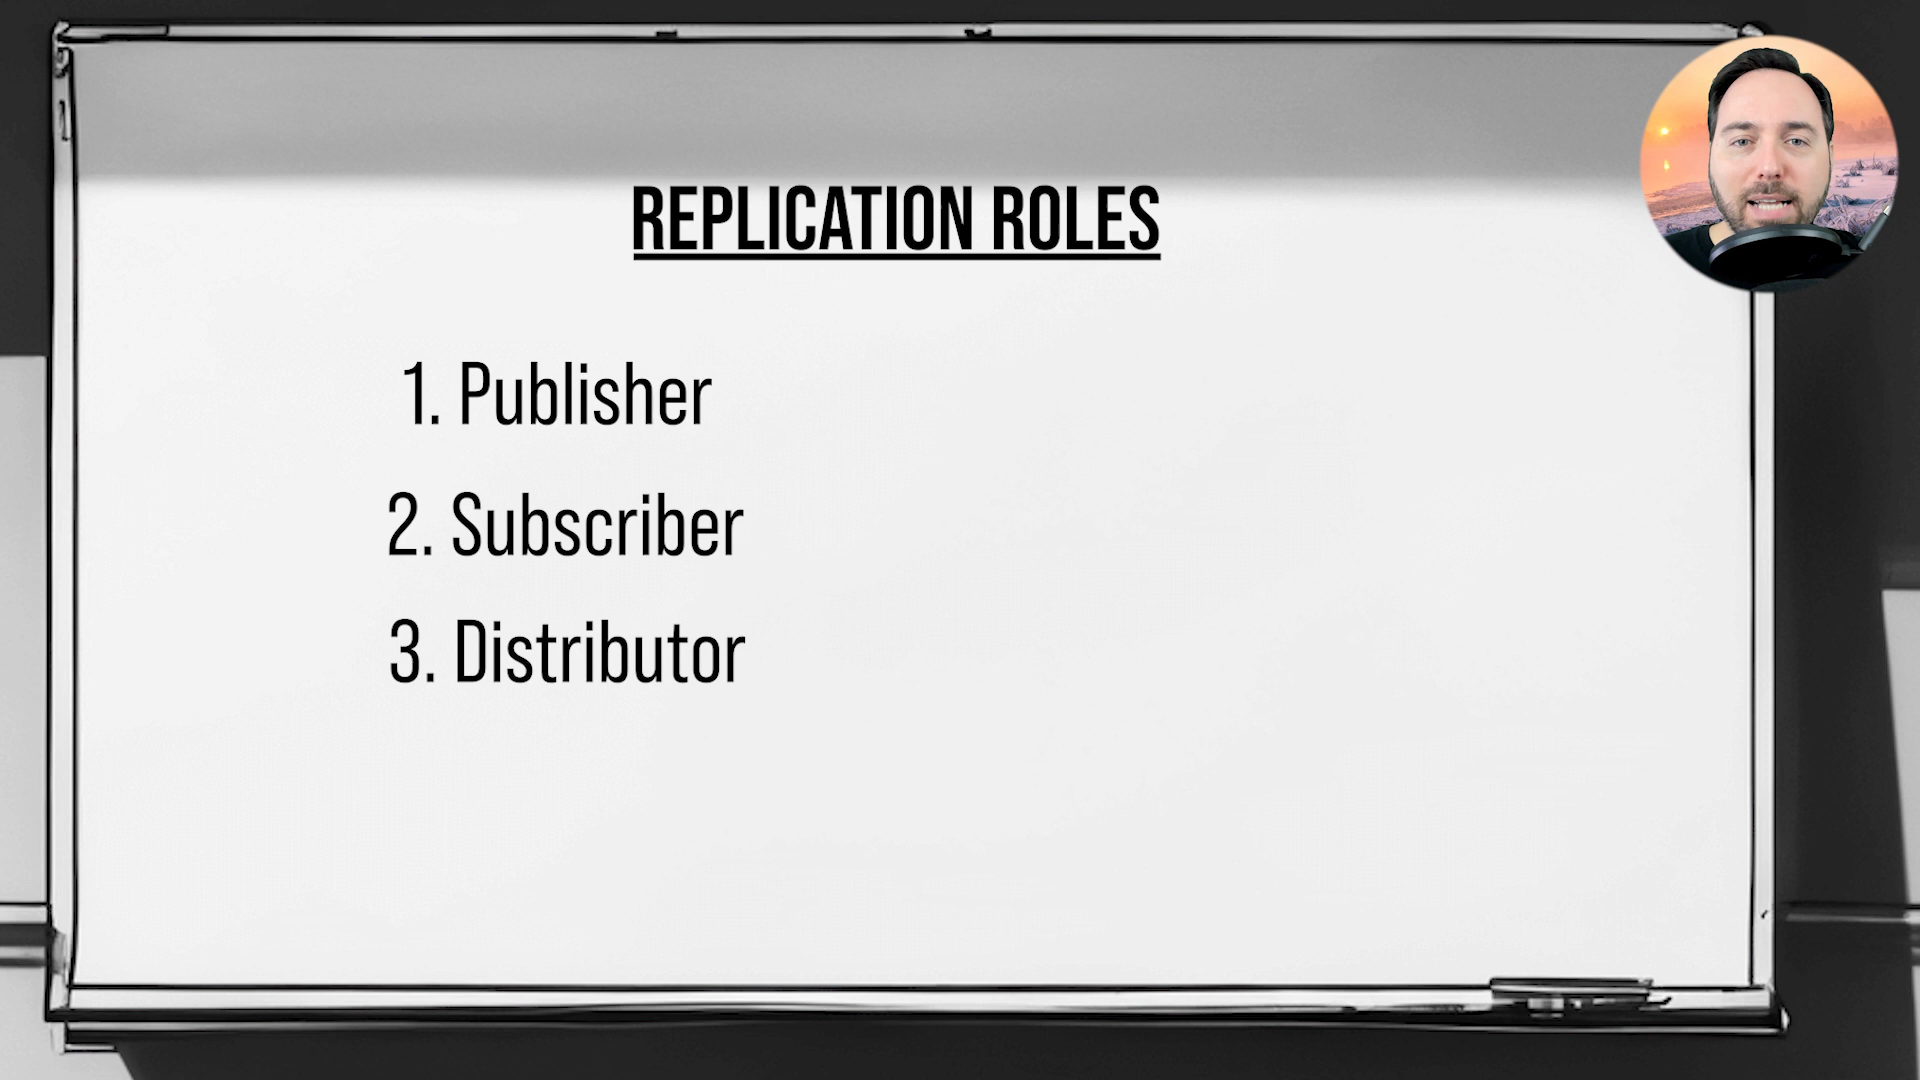 REPLICATION ROLES
1. Publisher
2. Subscriber
3. Distributor